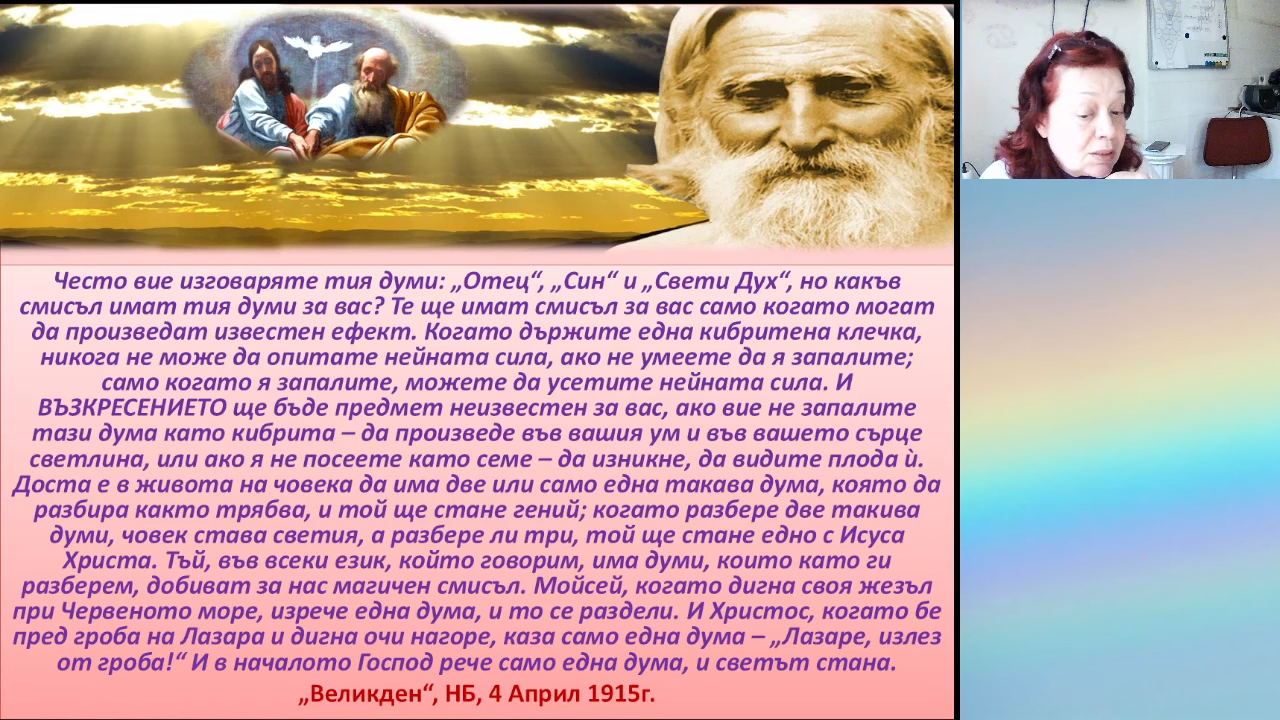 Често вие изговаряте тия думи: „Отец“, „Син“ и „Свети Дух“, но какъв
смисъл имат тия думи за вас? Те ще имат смисъл за вас само когато могат
да произведат известен ефект. Когато държите една кибритена клечка,
никога не може да опитате нейната сила, ако не умеете да я запалите;
само когато я запалите, можете да усетите нейната сила. И
ВЪЗКРЕСЕНИЕТО ще бъде предмет неизвестен за вас, ако вие не запалите
тази дума като кибрита – да произведе във вашия ум и във вашето сърце
светлина, или ако я не посеете като семе – да изникне, да видите плода ѝ.
Доста е в живота на човека да има две или само една такава дума, която да
разбира както трябва, и той ще стане гений; когато разбере две такива
думи, човек става светия, а разбере ли три, той ще стане едно с Исуса
Христа. Тъй, във всеки език, който говорим, има думи, които като ги
разберем, добиват за нас магичен смисъл. Мойсей, когато дигна своя жезъл
при Червеното море, изрече една дума, и то се раздели. И Христос, когато бе
пред гроба на Лазара и дигна очи нагоре, каза само една дума – „Лазаре, излез
от гроба!“ И в началото Господ рече само една дума, и светът стана.
„Великден“, НБ, 4 Април 1915г.